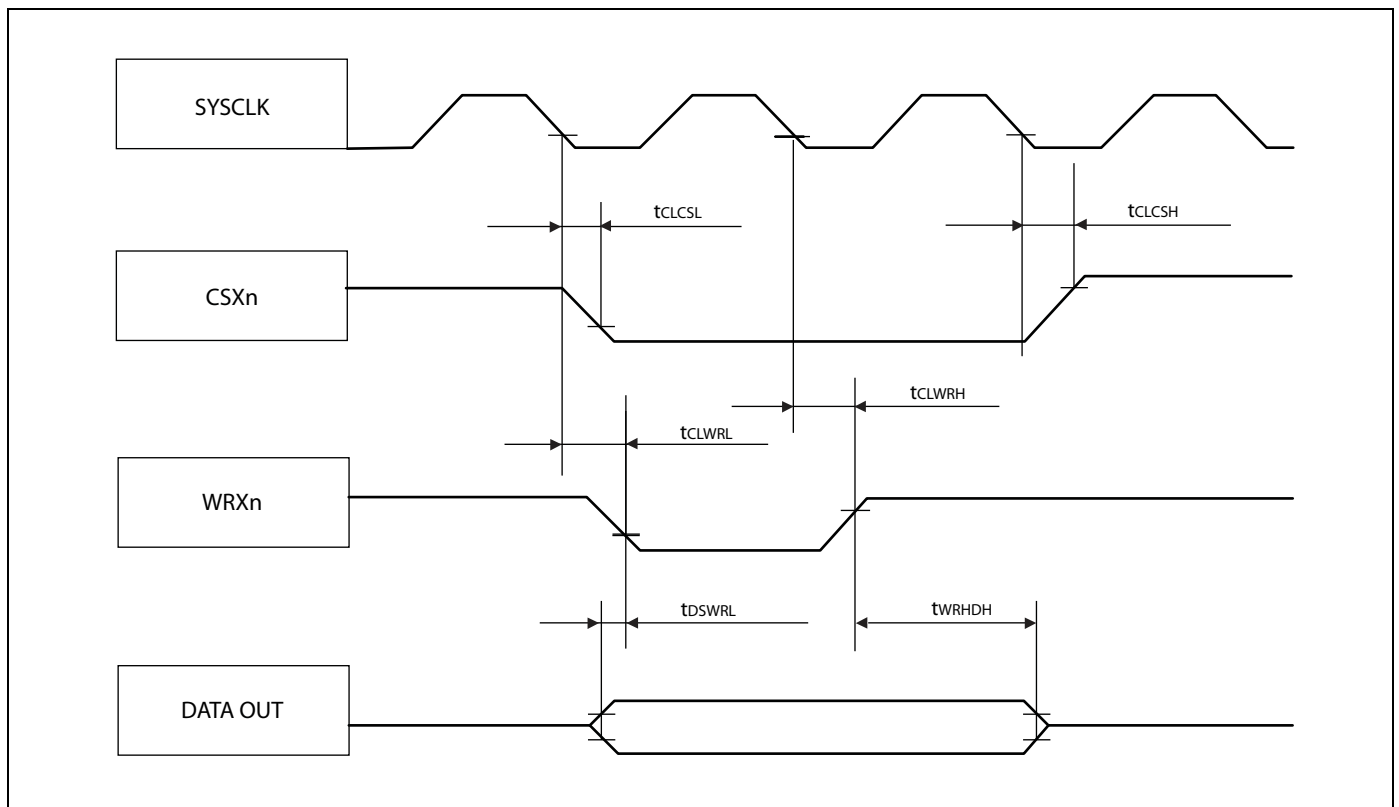 SYSCLK
tCLCSL
tCLCSH
CSXn
tCLWRH
tCLWRL
WRXn
tDSWRL
tWRHDH
DATA OUT